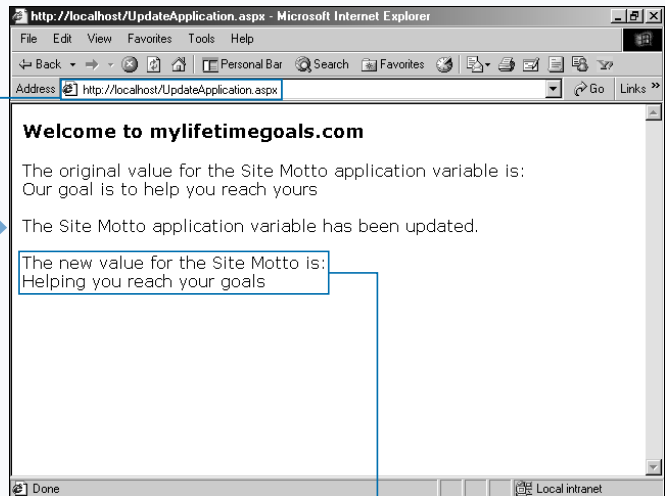 http://localhost/UpdateApplication.aspx - Microsoft Internet Explorer
File Edit View Favorites Tools Help
Back Personal Bar Search Favorites
Address http://localhost/UpdateApplication.aspx Go Links »
Welcome to mylifetimegoals.com
The original value for the Site Motto application variable is:
Our goal is to help you reach yours
The Site Motto application variable has been updated.
The new value for the Site Motto is:
Helping you reach your goals
Done Local intranet